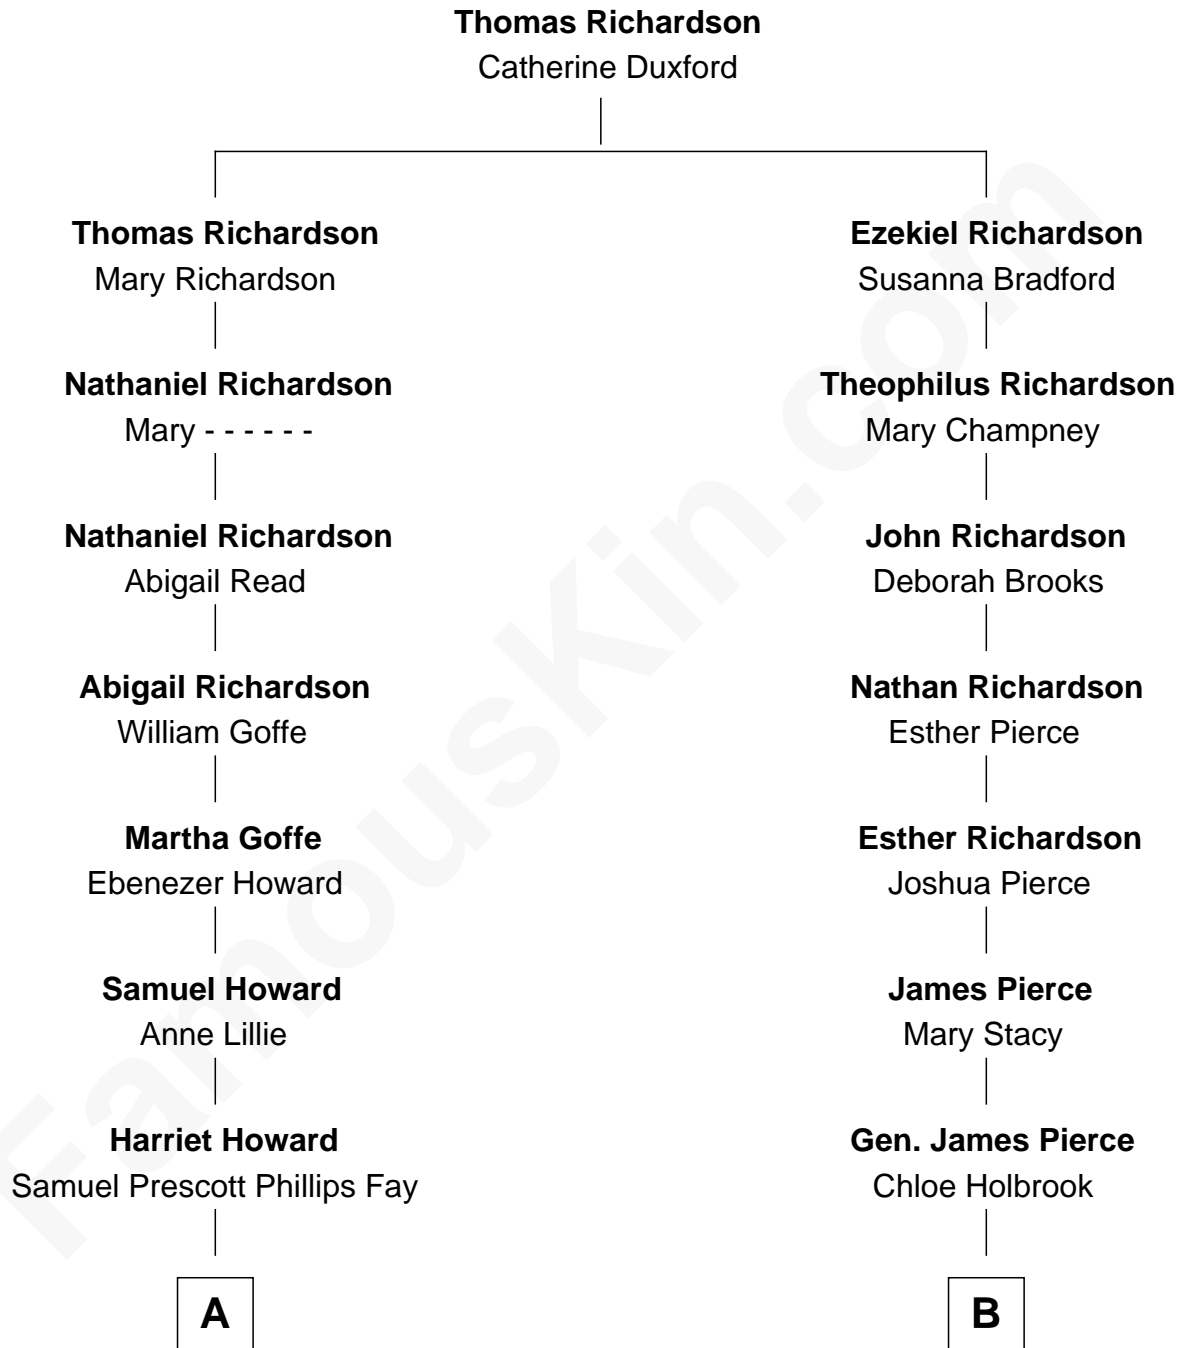 Thomas Richardson
Catherine Duxford
Thomas Richardson
Mary Richardson
Nathaniel Richardson
Mary - - - - - -
Nathaniel Richardson
Abigail Read
Abigail Richardson
William Goffe
Martha Goffe
Ebenezer Howard
Samuel Howard
Anne Lillie
Harriet Howard
Samuel Prescott Phillips Fay
A
Ezekiel Richardson
Susanna Bradford
Theophilus Richardson
Mary Champney
John Richardson
Deborah Brooks
Nathan Richardson
Esther Pierce
Esther Richardson
Joshua Pierce
James Pierce
Mary Stacy
Gen. James Pierce
Chloe Holbrook
B
FamousKin.com